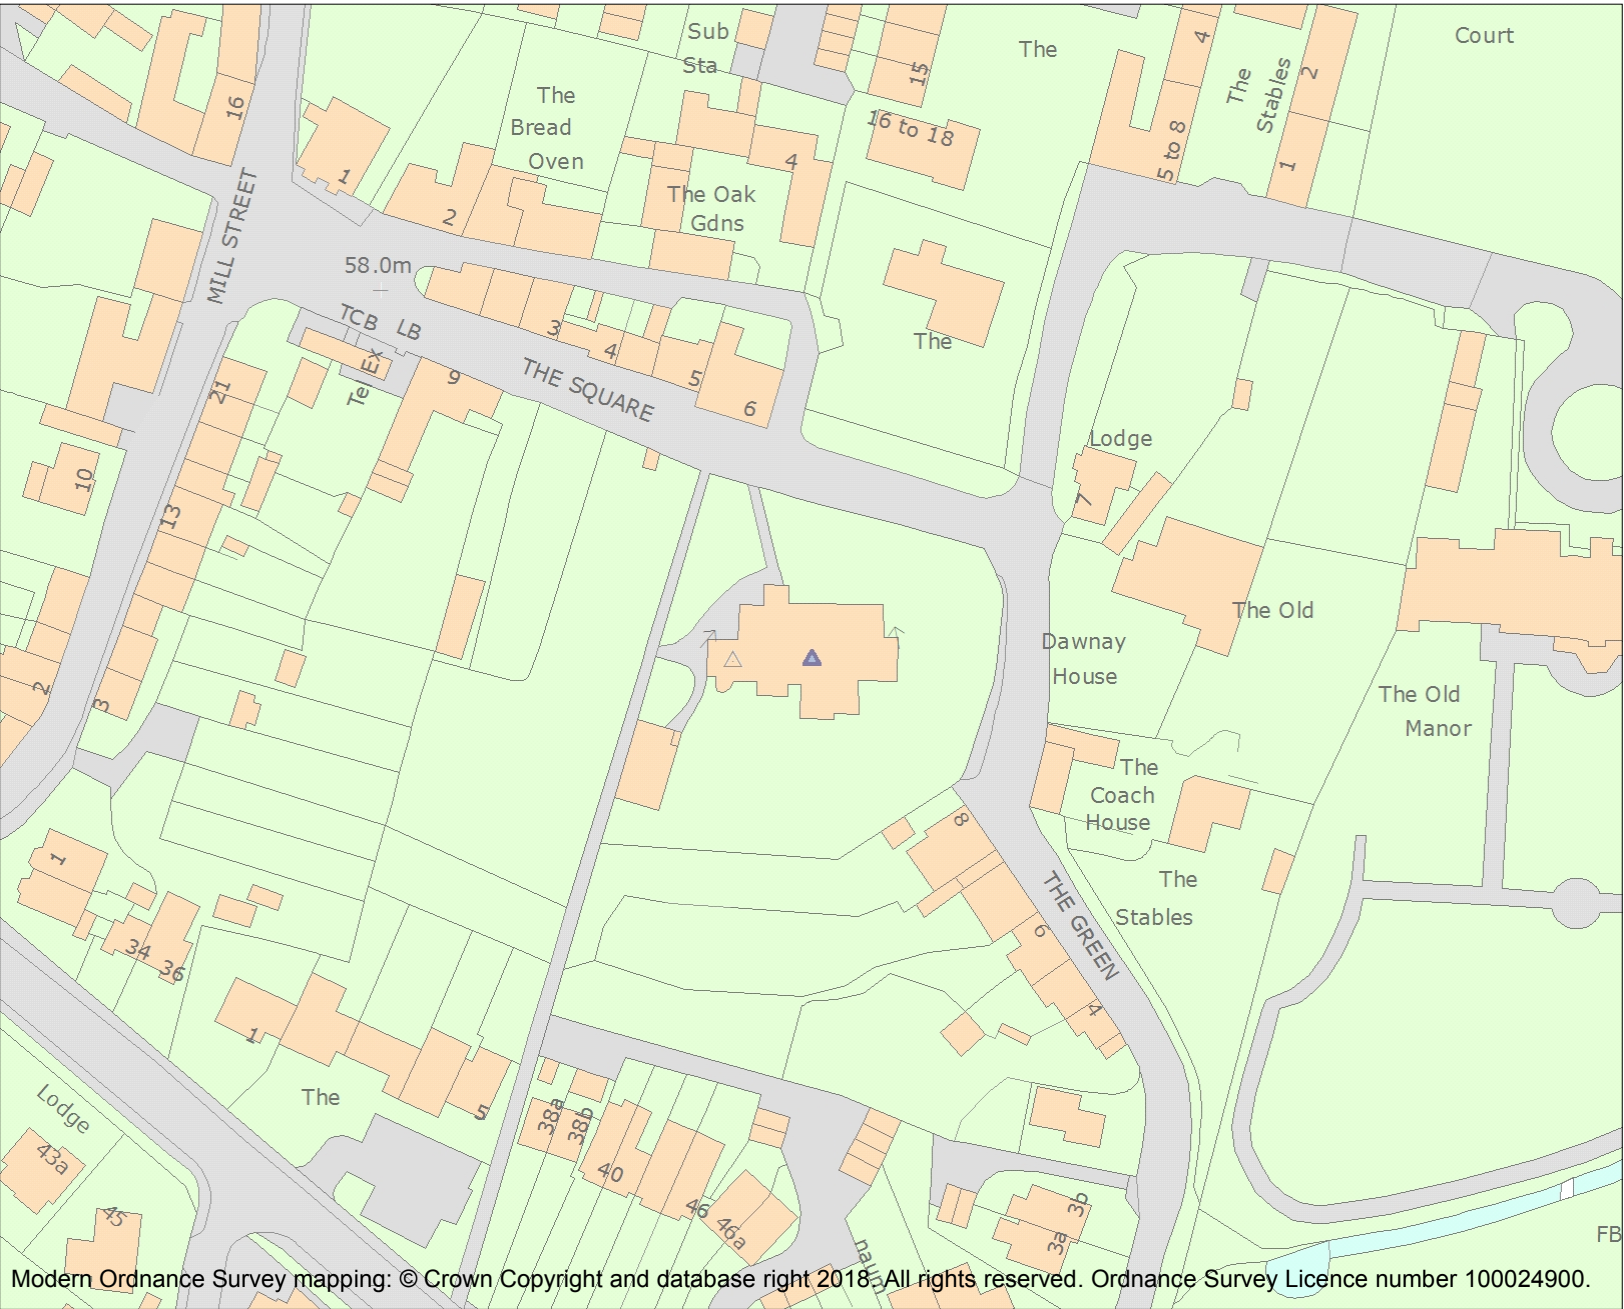 Sub
Sta
The
Court
4
The
Stables
2
15
16
The
Bread
Oven
16 to 18
5 to 8
1
1
4
The Oak
Gdns
2
MILL STREET
58.0m
TCB LB
3
The
4
Tel Ex
THE SQUARE
9
5
6
21
Lodge
10
7
13
The Old
Dawnay
House
2
3
The Old
Manor
The
Coach
House
8
1
THE GREEN
The
Stables
6
34
36
4
1
The
5
38a
38b
Lodge
43a
40
46
46a
3b
3a
45
naum
FB
Modern Ordnance Survey mapping: © Crown Copyright and database right 2018. All rights reserved. Ordnance Survey Licence number 100024900.